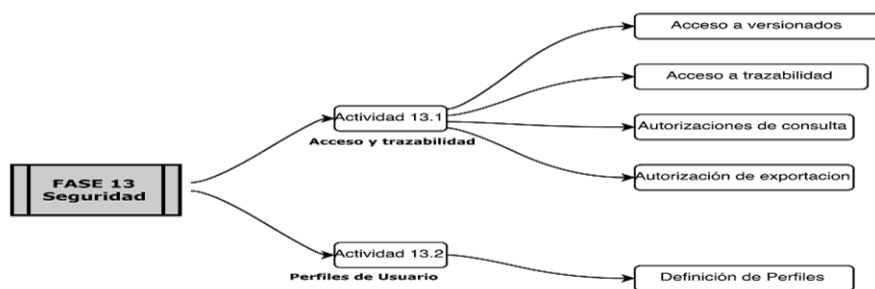 FASE 13
Seguridad
Actividad 13.1
Acceso y trazabilidad
Acceso a versionados
Acceso a trazabilidad
Autorizaciones de consulta
Autorización de exportacion
Actividad 13.2
Perfiles de Usuario
Definición de Perfiles